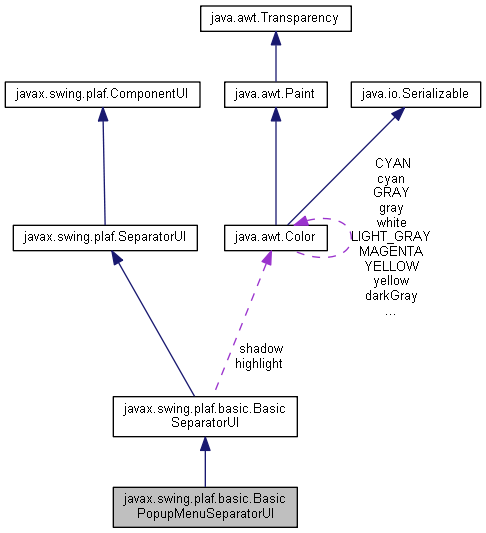 java.awt.Transparency
javax.swing.plaf.ComponentUI
java.awt.Paint
java.io.Serializable
CYAN
cyan
GRAY
gray
white
LIGHT_GRAY
MAGENTA
YELLOW
yellow
darkGray
...
javax.swing.plaf.SeparatorUI
java.awt.Color
shadow
highlight
javax.swing.plaf.basic.Basic
SeparatorUI
javax.swing.plaf.basic.Basic
PopupMenuSeparatorUI